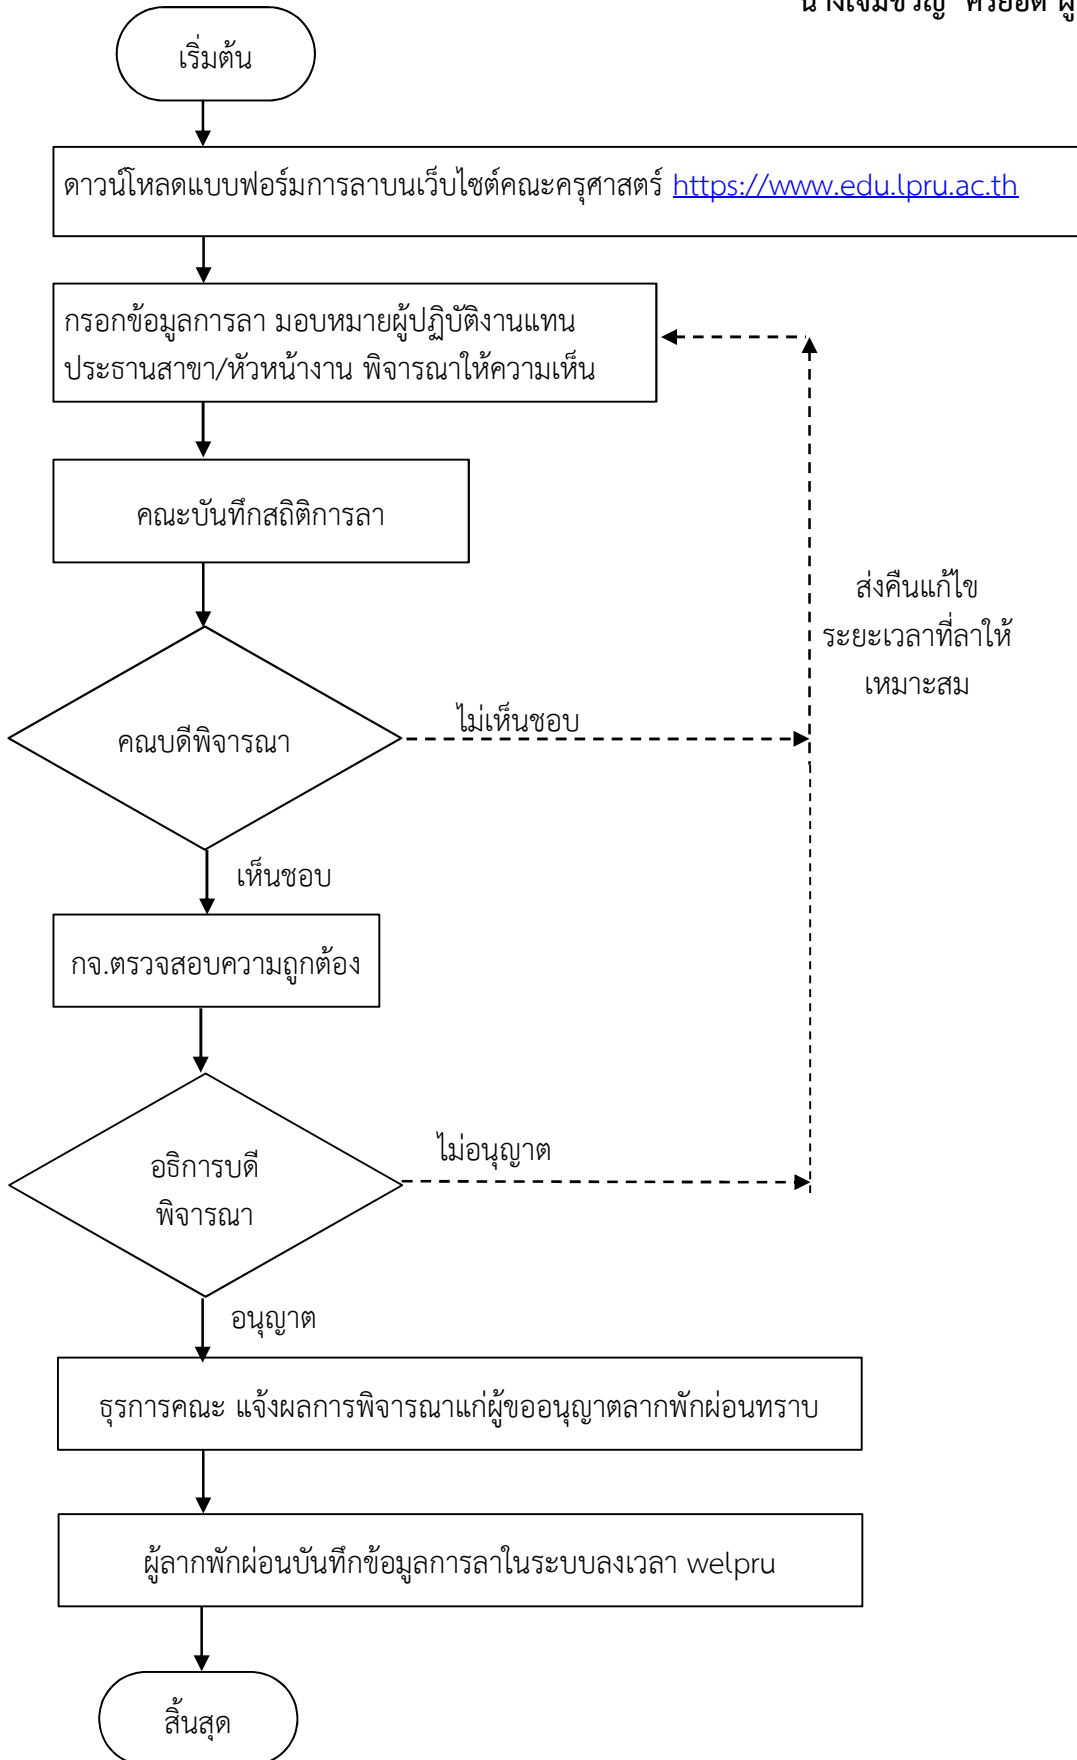 เริ่มต้น
ดาวน์โหลดแบบฟอร์มการลาบนเว็บไซต์คณะครุศาสตร์ https://www.edu.lpru.ac.th
กรอกข้อมูลการลา มอบหมายผู้ปฏิบัติงานแทน
ประธานสาขา/หัวหน้างาน พิจารณาให้ความเห็น
คณะบันทึกสถิติการลา
ส่งคืนแก้ไข
ระยะเวลาที่ลาให้
เหมาะสม
คณบดีพิจารณา
ไม่เห็นชอบ
เห็นชอบ
กจ.ตรวจสอบความถูกต้อง
อธิการบดี
พิจารณา
ไม่อนุญาต
อนุญาต
ธุรการคณะ แจ้งผลการพิจารณาแก่ผู้ขออนุญาตลากพักผ่อนทราบ
ผู้ลากพักผ่อนบันทึกข้อมูลการลาในระบบลงเวลา welpru
สิ้นสุด